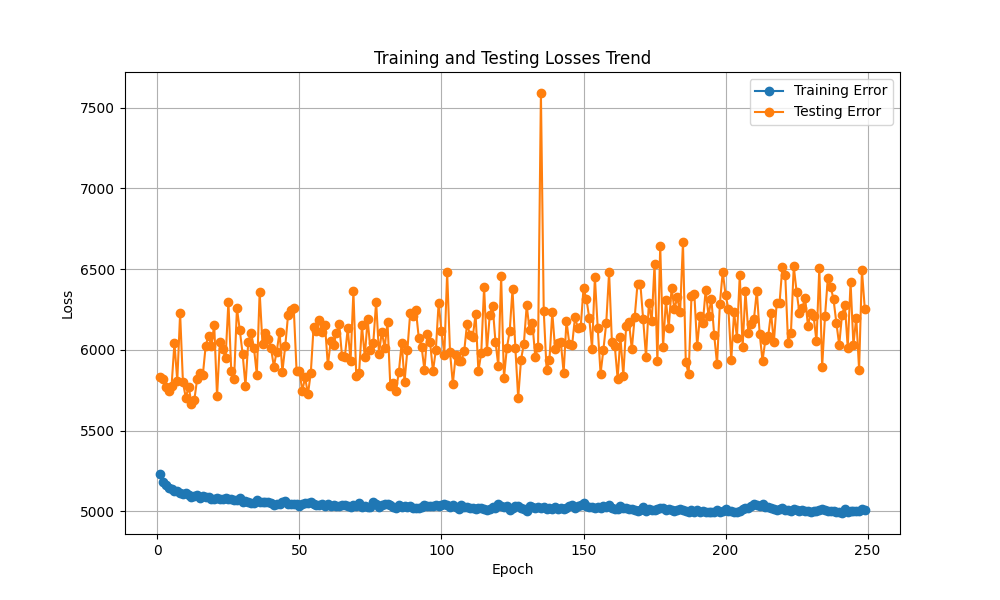 Training and Testing Losses Trend
Training Error
Testing Error
7500
7000
6500
6000
5500
5000
Loss
0
50
100
150
200
250
Epoch